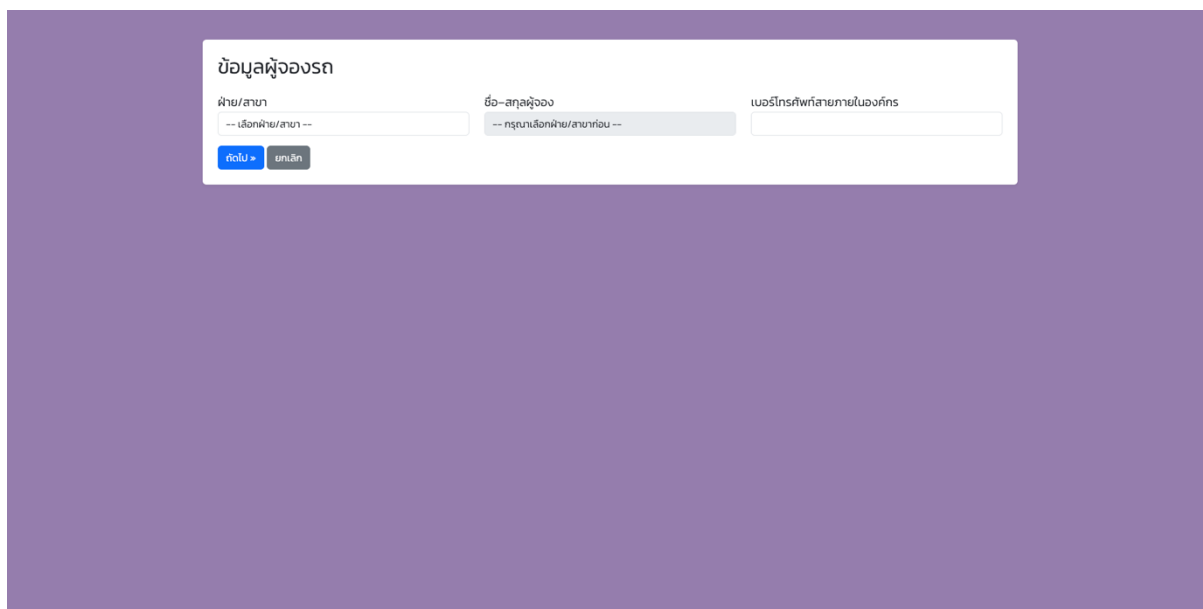 ข้อมูลผู้จองรถ
ฝ่าย/สาขา
-- เลือกฝ่าย/สาขา --
ชื่อ-สกุลผู้จอง
-- กรุณาเลือกฝ่าย/สาขาก่อน --
เบอร์โทรศัพท์สายภายในองค์กร
ถัดไป » ยกเลิก